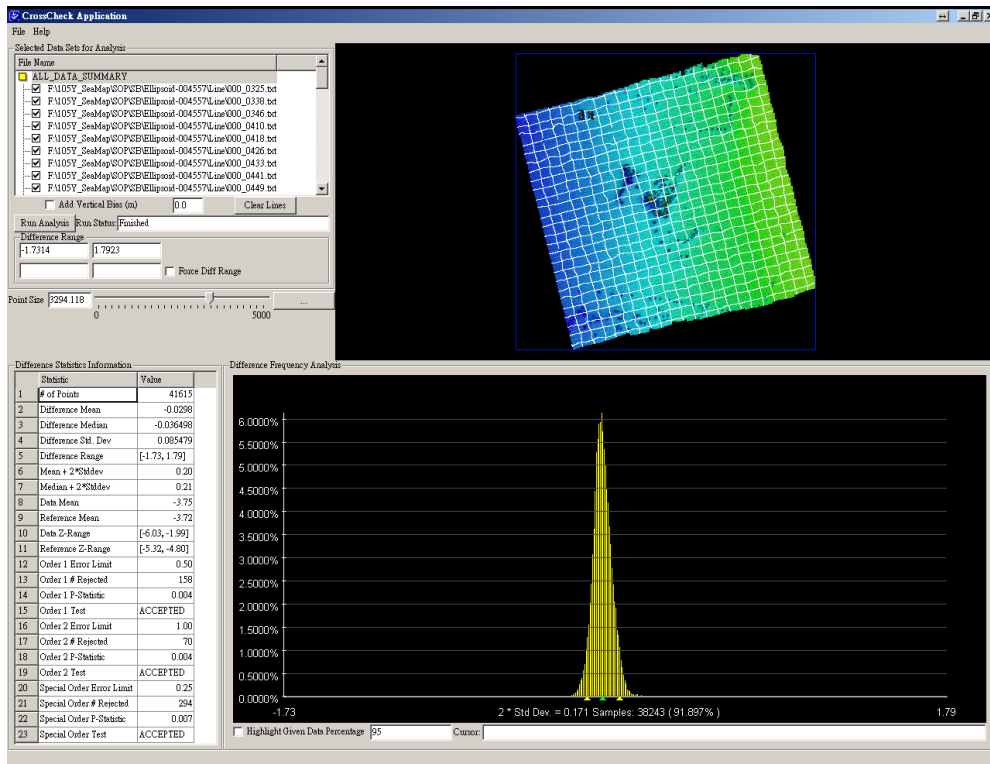 CrossCheck Application
File Help
Selected Data Sets for Analysis
File Name
ALL_DATA_SUMMARY
F:\105Y_SeaMap\SOP\SB\Ellipsoid-004557\Line\000_0325.txt
F:\105Y_SeaMap\SOP\SB\Ellipsoid-004557\Line\000_0338.txt
F:\105Y_SeaMap\SOP\SB\Ellipsoid-004557\Line\000_0346.txt
F:\105Y_SeaMap\SOP\SB\Ellipsoid-004557\Line\000_0410.txt
F:\105Y_SeaMap\SOP\SB\Ellipsoid-004557\Line\000_0418.txt
F:\105Y_SeaMap\SOP\SB\Ellipsoid-004557\Line\000_0426.txt
F:\105Y_SeaMap\SOP\SB\Ellipsoid-004557\Line\000_0433.txt
F:\105Y_SeaMap\SOP\SB\Ellipsoid-004557\Line\000_0441.txt
F:\105Y_SeaMap\SOP\SB\Ellipsoid-004557\Line\000_0449.txt
Add Vertical Bias (m) 0.0 Clear Lines
Run Analysis Run Status: Finished
Difference Range
-1.7314 1.7923
Force Diff Range
Point Size 3294.118 ...
0 5000
Difference Statistics Information
Statistic Value
1 # of Points 41615
2 Difference Mean -0.0298
3 Difference Median -0.036498
4 Difference Std. Dev 0.085479
5 Difference Range [-1.73, 1.79]
6 Mean + 2*Stddev 0.20
7 Median + 2*Stddev 0.21
8 Data Mean -3.75
9 Reference Mean -3.72
10 Data Z-Range [-6.03, -1.99]
11 Reference Z-Range [-5.32, -4.80]
12 Order 1 Error Limit 0.50
13 Order 1 # Rejected 158
14 Order 1 P-Statistic 0.004
15 Order 1 Test ACCEPTED
16 Order 2 Error Limit 1.00
17 Order 2 # Rejected 70
18 Order 2 P-Statistic 0.004
19 Order 2 Test ACCEPTED
20 Special Order Error Limit 0.25
21 Special Order # Rejected 294
22 Special Order P-Statistic 0.007
23 Special Order Test ACCEPTED
Difference Frequency Analysis
6.0000%
5.5000%
5.0000%
4.5000%
4.0000%
3.5000%
3.0000%
2.5000%
2.0000%
1.5000%
1.0000%
0.5000%
0.0000%
-1.73 2 * Std Dev. = 0.171 Samples: 38243 ( 91.897% ) 1.79
Highlight Given Data Percentage 95 Cursor: